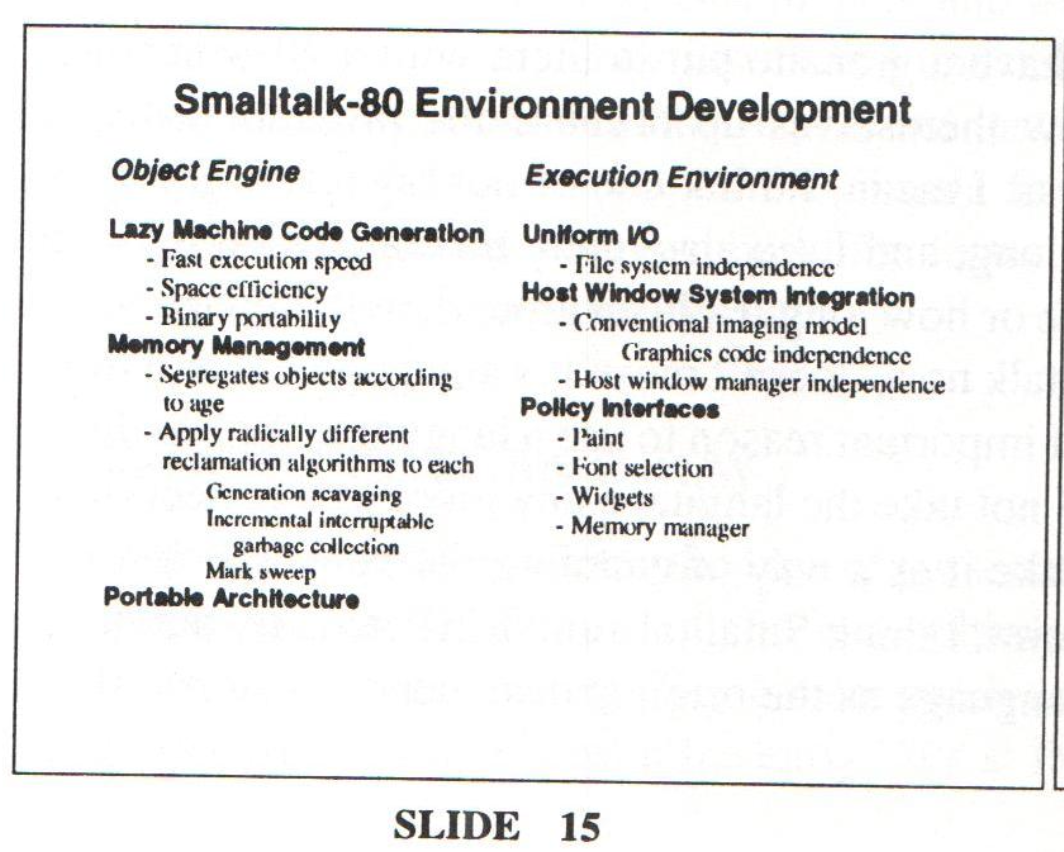 Smalltalk-80 Environment Development
Object Engine
Lazy Machine Code Generation
- Fast execution speed
- Space efficiency
- Binary portability
Memory Management
- Segregates objects according
to age
- Apply radically different
reclamation algorithms to each
Generation scavaging
Incremental interruptable
garbage collection
Mark sweep
Portable Architecture
Execution Environment
Uniform I/O
- File system independence
Host Window System Integration
- Conventional imaging model
Graphics code independence
- Host window manager independence
Policy Interfaces
- Paint
- Font selection
- Widgets
- Memory manager
SLIDE 15